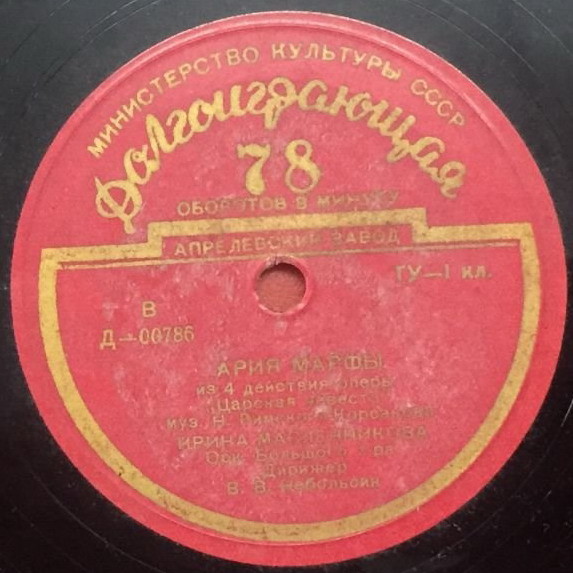 МИНИСТЕРСТВО КУЛЬТУРЫ СССР
Долгоиграющая
78
ОБОРОТОВ В МИНУТУ
АПРЕЛЕВСКИЙ ЗАВОД
ТУ—1 кл.
В
Д—00786
АРИЯ МАРФЫ
из 4 действия оперы
"Царская невеста"
муз. Н. Римского-Корсакова
ИРИНА МАСЛЕННИКОВА
Орк. Большого
Дирижер
В. В. Небольсин